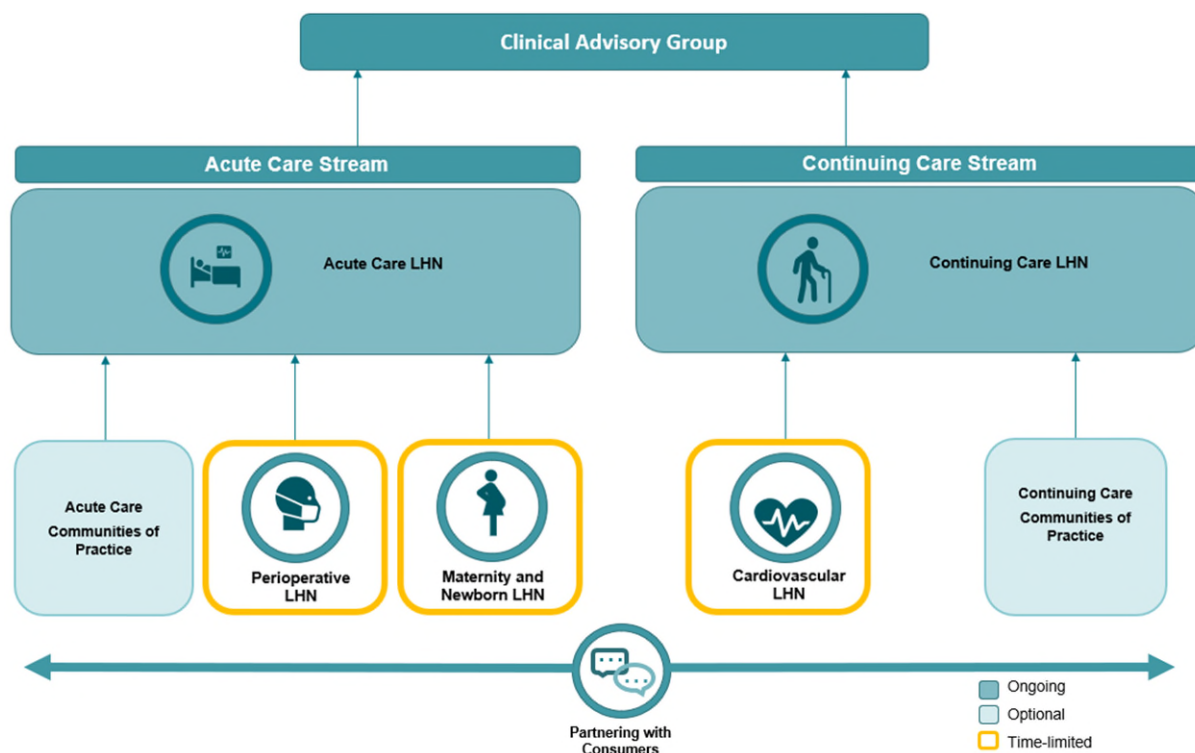 Clinical Advisory Group
Acute Care Stream
Continuing Care Stream
Acute Care LHN
Continuing Care LHN
Acute Care
Communities of
Practice
Perioperative
LHN
Maternity and
Newborn LHN
Cardiovascular
LHN
Continuing Care
Communities of
Practice
Partnering with
Consumers
Ongoing
Optional
Time-limited